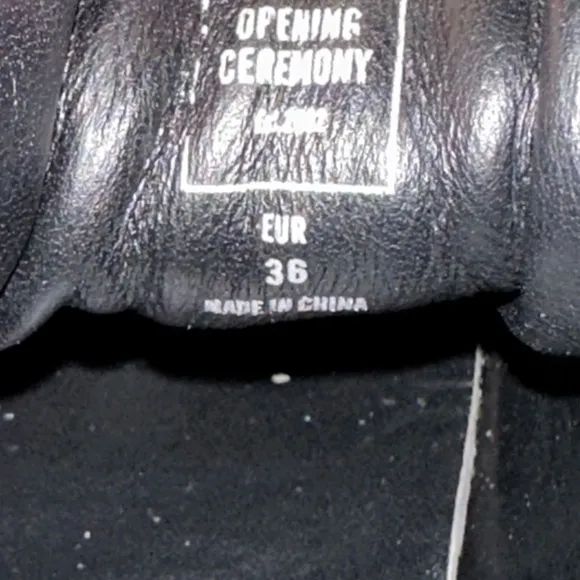 OPENING
CEREMONY
EUR
36
MADE IN CHINA